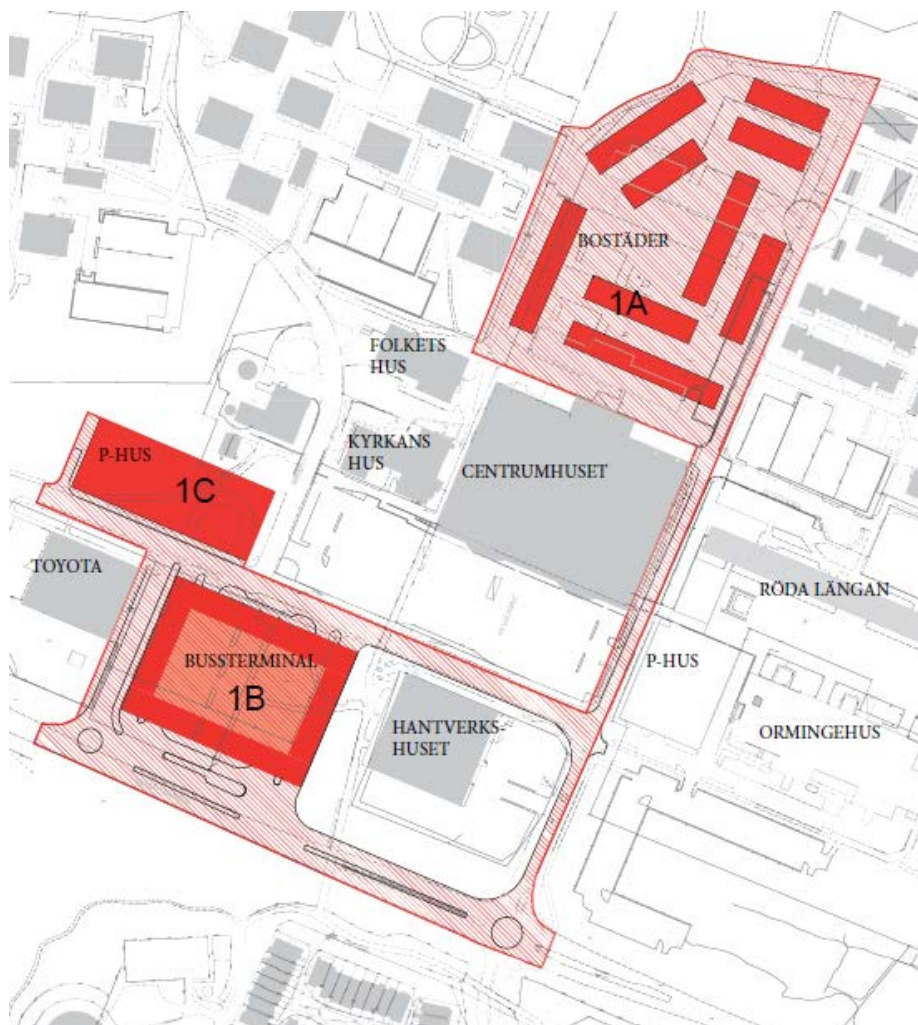 BOSTÄDER
1A
FOLKETS
HUS
KYRKANS
HUS
CENTRUMHUSET
P-HUS
1C
TOYOTA
RÖDA LÄNGAN
BUSSTERMINAL
1B
P-HUS
HANTVERKS-
HUSET
ORMINGEHUS